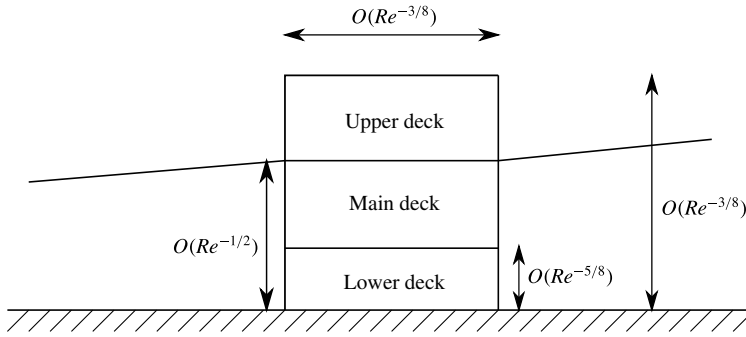 O(Re^{-3/8})
Upper deck
Main deck
O(Re^{-3/8})
O(Re^{-1/2})
O(Re^{-5/8})
Lower deck